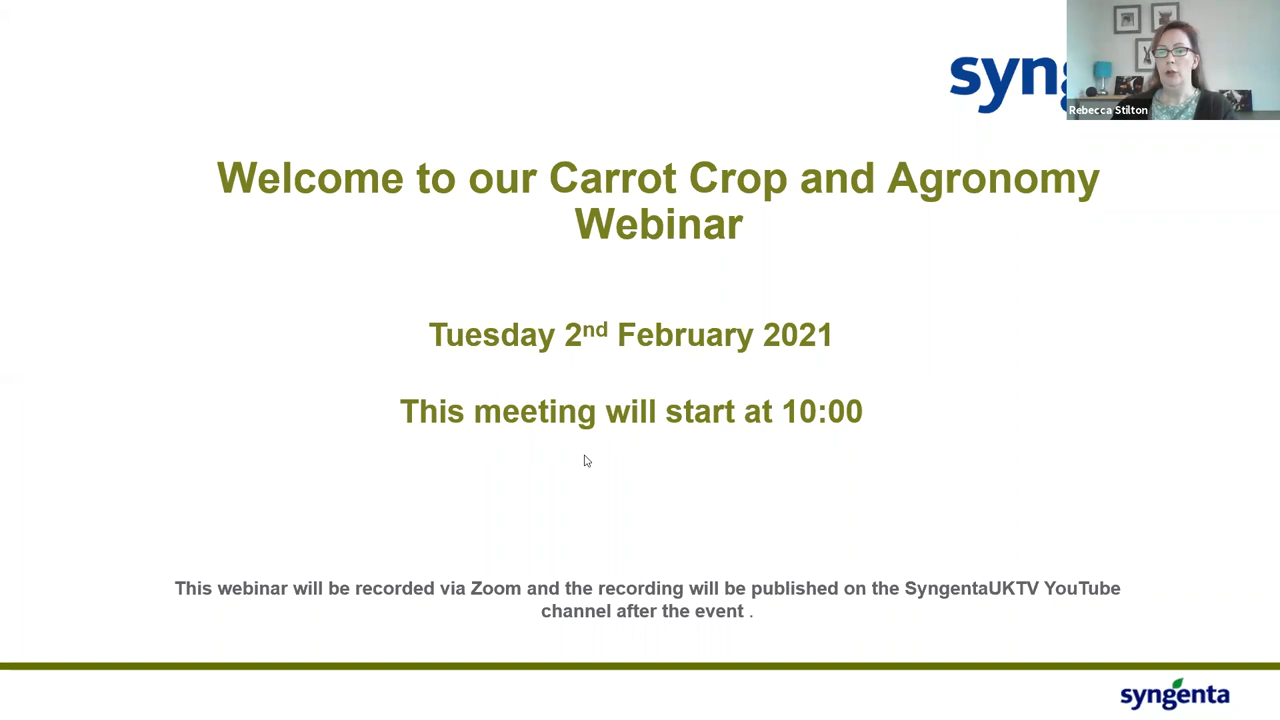 syng
Rebecca Stilton
Welcome to our Carrot Crop and Agronomy
Webinar
Tuesday 2nd February 2021
This meeting will start at 10:00
This webinar will be recorded via Zoom and the recording will be published on the SyngentaUKTV YouTube
channel after the event .
syngenta